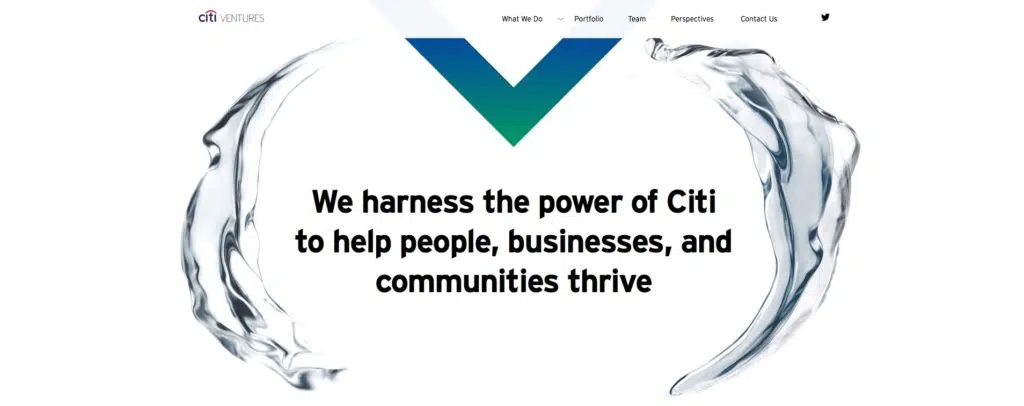 citi VENTURES
What We Do
Portfolio
Team
Perspectives
Contact Us
We harness the power of Citi
to help people, businesses, and
communities thrive